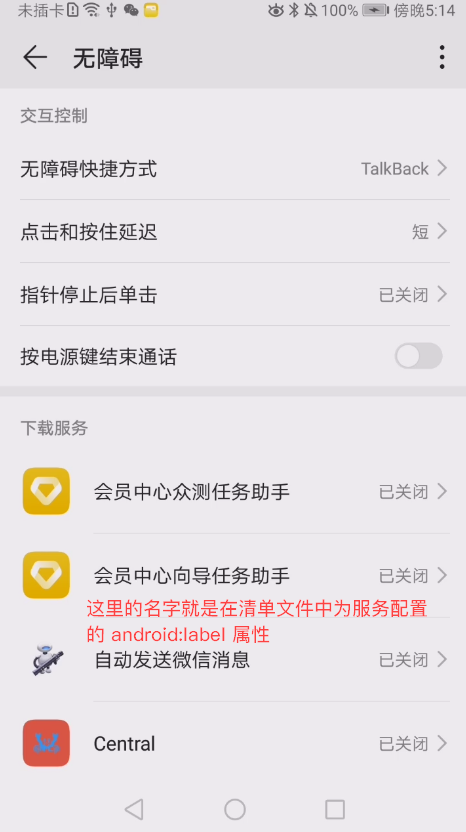 未插卡 100% 傍晚5:14
无障碍
交互控制
无障碍快捷方式 TalkBack
点击和按住延迟 短
指针停止后单击 已关闭
按电源键结束通话
下载服务
会员中心众测任务助手 已关闭
会员中心向导任务助手 已关闭
这里的名字就是在清单文件中为服务配置
的 android:label 属性
自动发送微信消息 已关闭
Central 已关闭